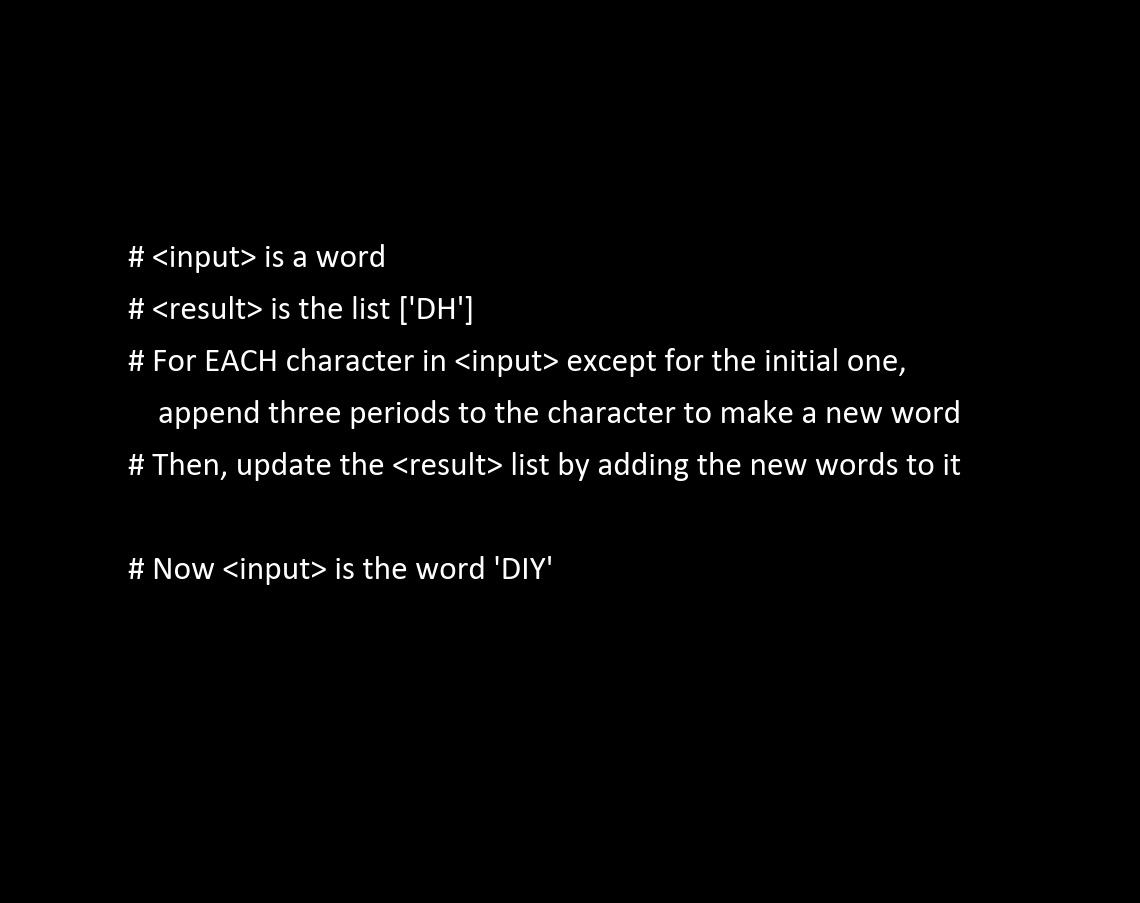 # <input> is a word
# <result> is the list ['DH']
# For EACH character in <input> except for the initial one,
append three periods to the character to make a new word
# Then, update the <result> list by adding the new words to it
# Now <input> is the word 'DIY'